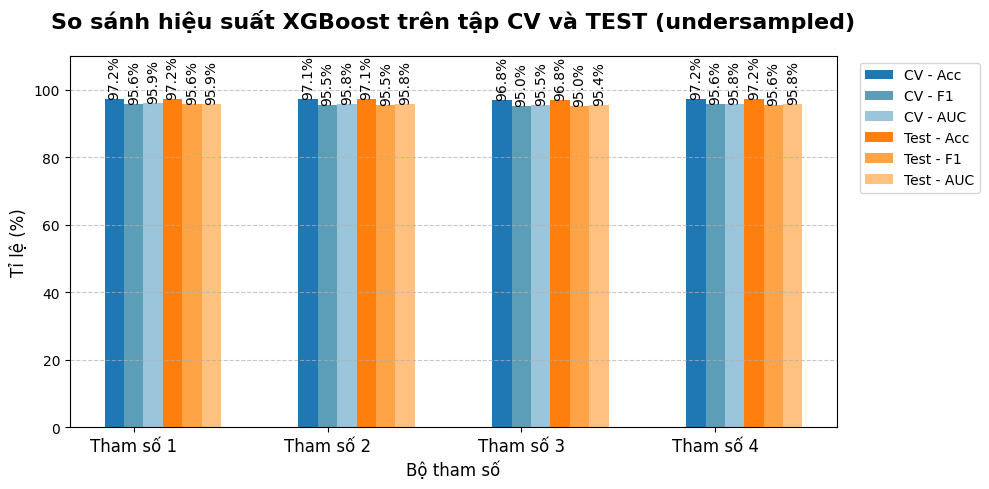 So sánh hiệu suất XGBoost trên tập CV và TEST (undersampled)
Tỉ lệ (%)
100
80
60
40
20
0
97.2%
95.6%
95.9%
97.2%
95.6%
95.9%
97.1%
95.5%
95.8%
97.1%
95.5%
95.8%
96.8%
95.0%
95.5%
96.8%
95.0%
95.4%
97.2%
95.6%
95.8%
97.2%
95.6%
95.8%
Tham số 1
Tham số 2
Tham số 3
Tham số 4
Bộ tham số
CV - Acc
CV - F1
CV - AUC
Test - Acc
Test - F1
Test - AUC